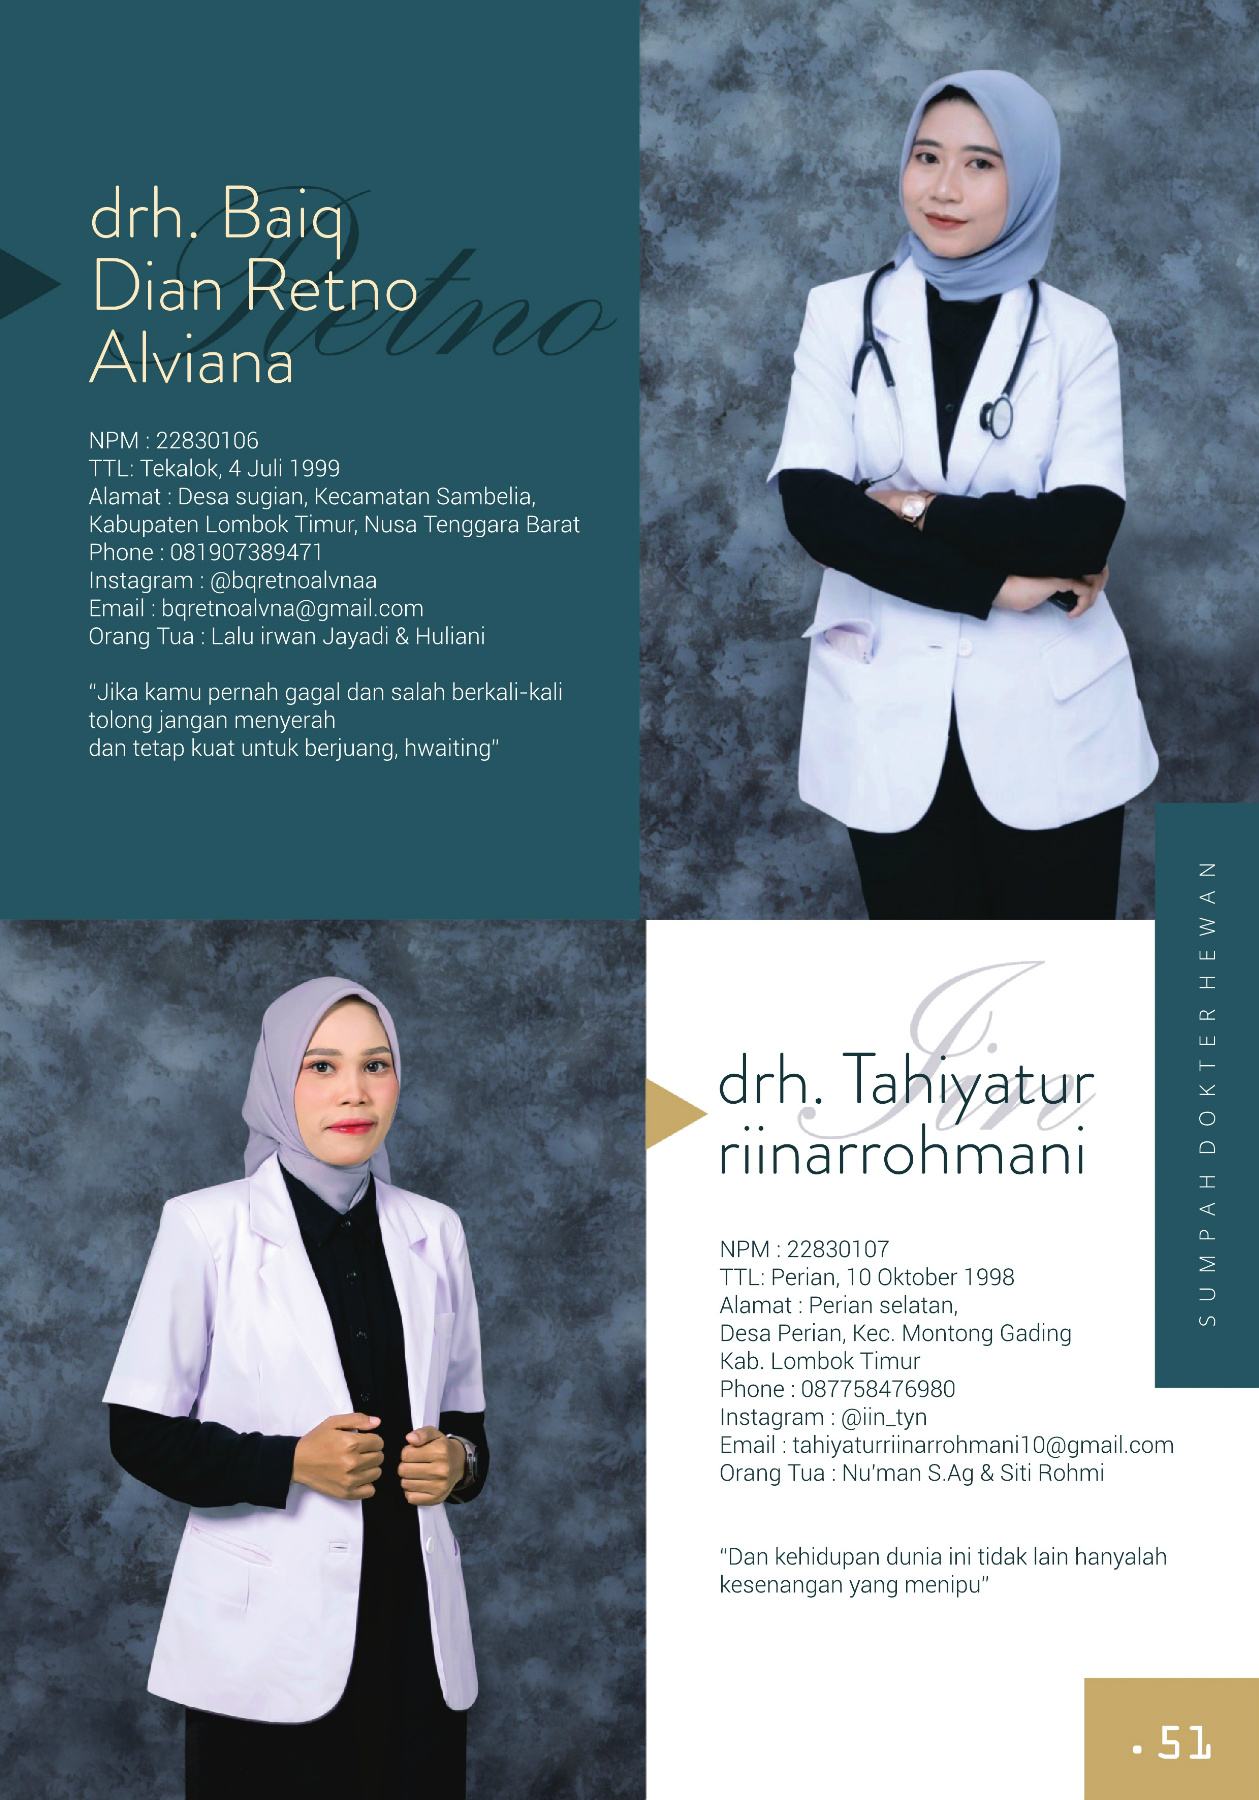 Retno
drh. Baiq
Dian Retno
Alviana
NPM : 22830106
TTL: Tekalok, 4 Juli 1999
Alamat : Desa sugian, Kecamatan Sambelia,
Kabupaten Lombok Timur, Nusa Tenggara Barat
Phone : 081907389471
Instagram : @bqretnoalvnaa
Email : bqretnoalvna@gmail.com
Orang Tua : Lalu irwan Jayadi & Huliani
“Jika kamu pernah gagal dan salah berkali-kali
tolong jangan menyerah
dan tetap kuat untuk berjuang, hwaiting”
SUMPAH DOKTER HEWAN
Iin
drh. Tahiyatur
riinarrohmani
NPM : 22830107
TTL: Perian, 10 Oktober 1998
Alamat : Perian selatan,
Desa Perian, Kec. Montong Gading
Kab. Lombok Timur
Phone : 087758476980
Instagram : @iin_tyn
Email : tahiyaturriinarrohmani10@gmail.com
Orang Tua : Nu’man S.Ag & Siti Rohmi
“Dan kehidupan dunia ini tidak lain hanyalah
kesenangan yang menipu”
. 51